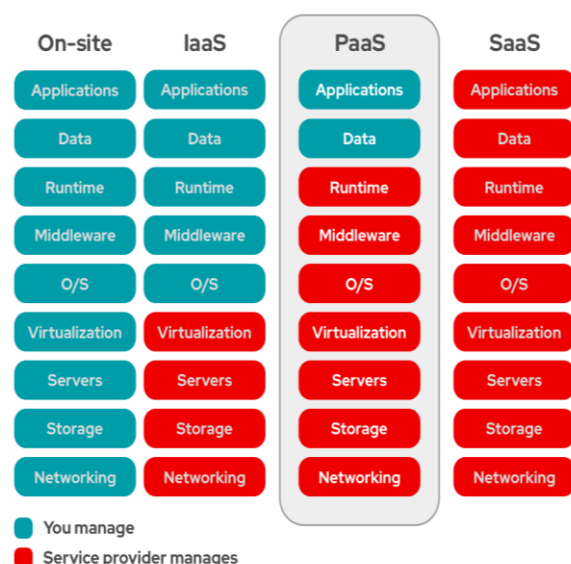 On-site IaaS PaaS SaaS
Applications Applications Applications Applications
Data Data Data Data
Runtime Runtime Runtime Runtime
Middleware Middleware Middleware Middleware
O/S O/S O/S O/S
Virtualization Virtualization Virtualization Virtualization
Servers Servers Servers Servers
Storage Storage Storage Storage
Networking Networking Networking Networking
You manage
Service provider manages